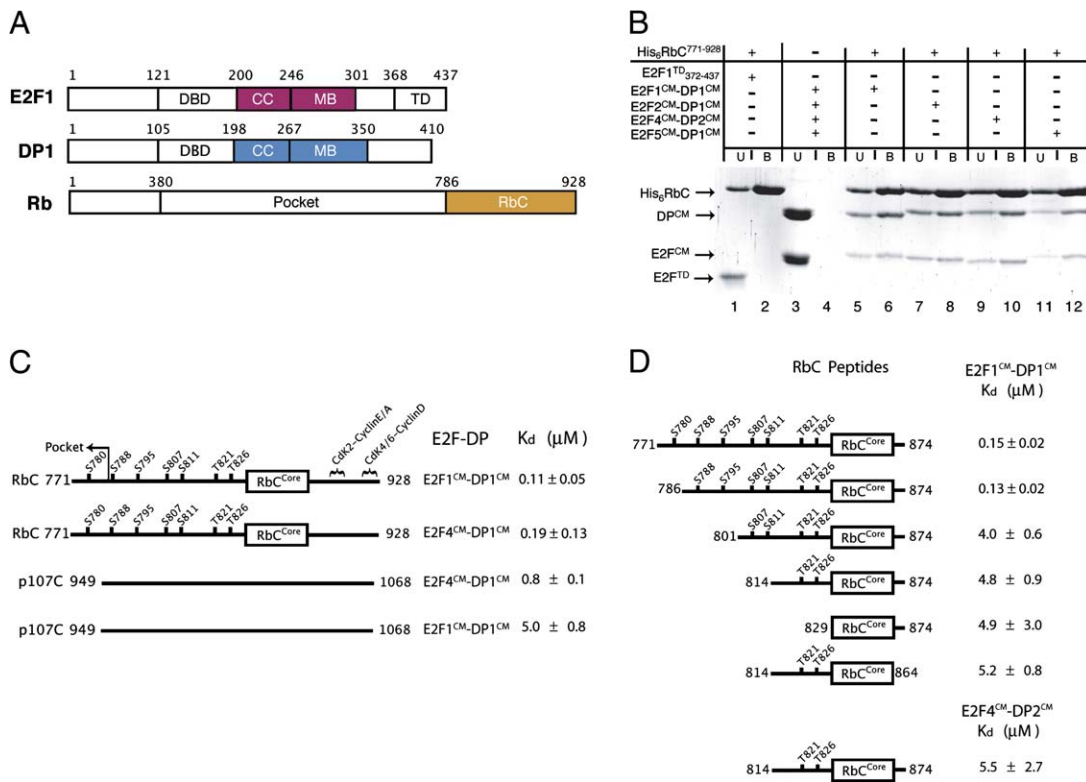 A
1 121 200 246 301 368 437
E2F1 DBD CC MB TD
1 105 198 267 350 410
DP1 DBD CC MB
1 380 786 928
Rb Pocket RbC
B
His6RbC771-928 + - + + + +
E2F1TD372-437 + - - - - -
E2F1CM-DP1CM - + + - - -
E2F2CM-DP1CM - + - + - -
E2F4CM-DP2CM - + - - + -
E2F5CM-DP1CM - + - - - +
U B U B U B U B U B U B
His6RbC
DPCM
E2FCM
E2FTD
1 2 3 4 5 6 7 8 9 10 11 12
C
E2F-DP Kd (μM)
CdK2-CyclinE/A
CdK4/6-CyclinD
Pocket
S780 S788 S795 S807 S811 T821 T826
RbC 771 RbCCore 928 E2F1CM-DP1CM 0.11±0.05
S780 S788 S795 S807 S811 T821 T826
RbC 771 RbCCore 928 E2F4CM-DP1CM 0.19±0.13
p107C 949 1068 E2F4CM-DP1CM 0.8 ± 0.1
p107C 949 1068 E2F1CM-DP1CM 5.0 ± 0.8
D
RbC Peptides
E2F1CM-DP1CM
Kd (μM)
S780 S788 S795 S807 S811 T821 T826
771 RbCCore 874 0.15±0.02
S788 S795 S807 S811 T821 T826
786 RbCCore 874 0.13±0.02
S807 S811 T821 T826
801 RbCCore 874 4.0 ± 0.6
T821 T826
814 RbCCore 874 4.8 ± 0.9
829 RbCCore 874 4.9 ± 3.0
T821 T826
814 RbCCore 864 5.2 ± 0.8
E2F4CM-DP2CM
Kd (μM)
T821 T826
814 RbCCore 874 5.5 ± 2.7